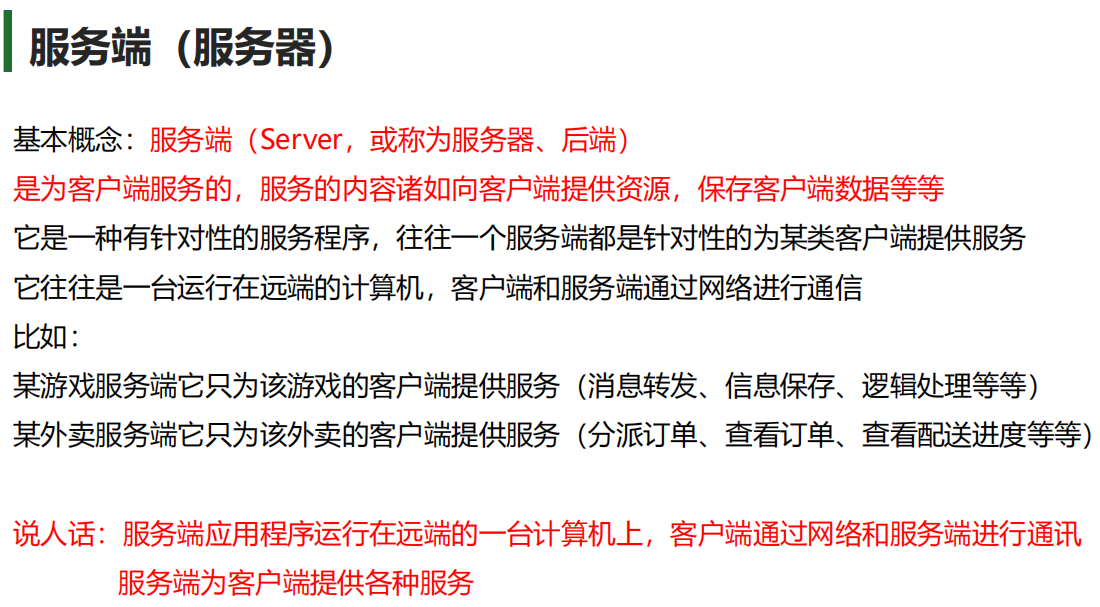 服务端（服务器）
基本概念：服务端（Server，或称为服务器、后端）
是为客户端服务的，服务的内容诸如向客户端提供资源，保存客户端数据等等
它是一种有针对性的服务程序，往往一个服务端都是针对性的为某类客户端提供服务
它往往是一台运行在远端的计算机，客户端和服务端通过网络进行通信
比如：
某游戏服务端它只为该游戏的客户端提供服务（消息转发、信息保存、逻辑处理等等）
某外卖服务端它只为该外卖的客户端提供服务（分派订单、查看订单、查看配送进度等等）
说人话：服务端应用程序运行在远端的一台计算机上，客户端通过网络和服务端进行通讯
服务端为客户端提供各种服务